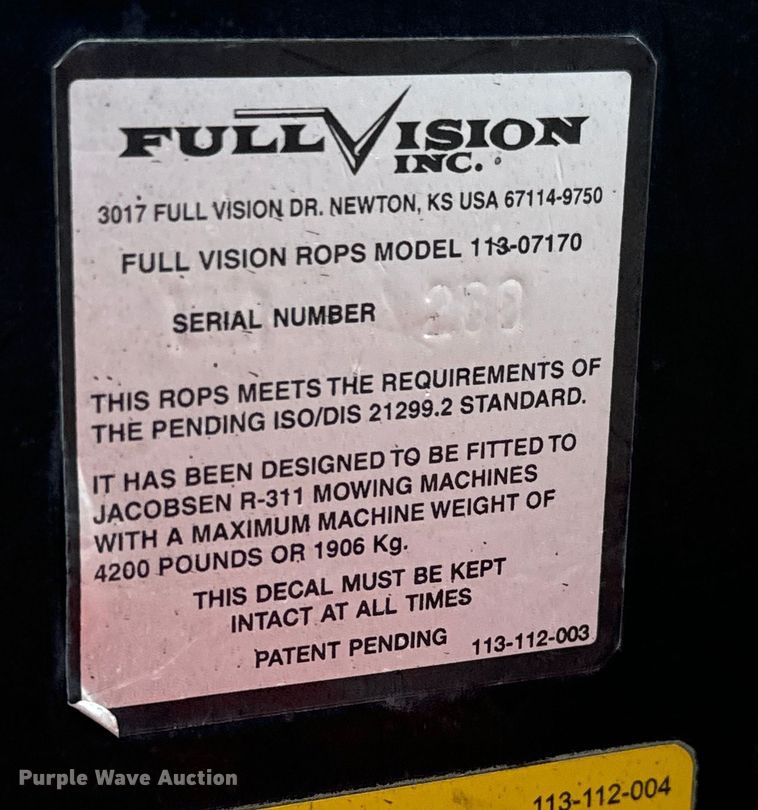 FULL VISION
INC.
3017 FULL VISION DR. NEWTON, KS USA 67114-9750
FULL VISION ROPS MODEL 113-07170
SERIAL NUMBER
THIS ROPS MEETS THE REQUIREMENTS OF
THE PENDING ISO/DIS 21299.2 STANDARD.
IT HAS BEEN DESIGNED TO BE FITTED TO
JACOBSEN R-311 MOWING MACHINES
WITH A MAXIMUM MACHINE WEIGHT OF
4200 POUNDS OR 1906 Kg.
THIS DECAL MUST BE KEPT
INTACT AT ALL TIMES
PATENT PENDING 113-112-003
Purple Wave Auction
113-112-004